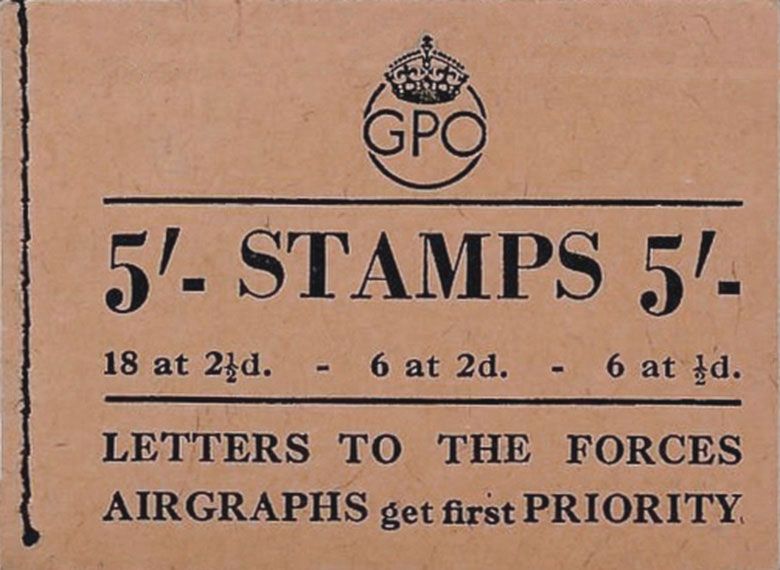 GPO
5'- STAMPS 5'-
18 at 2½d. - 6 at 2d. - 6 at ½d.
LETTERS TO THE FORCES
AIRGRAPHS get first PRIORITY.